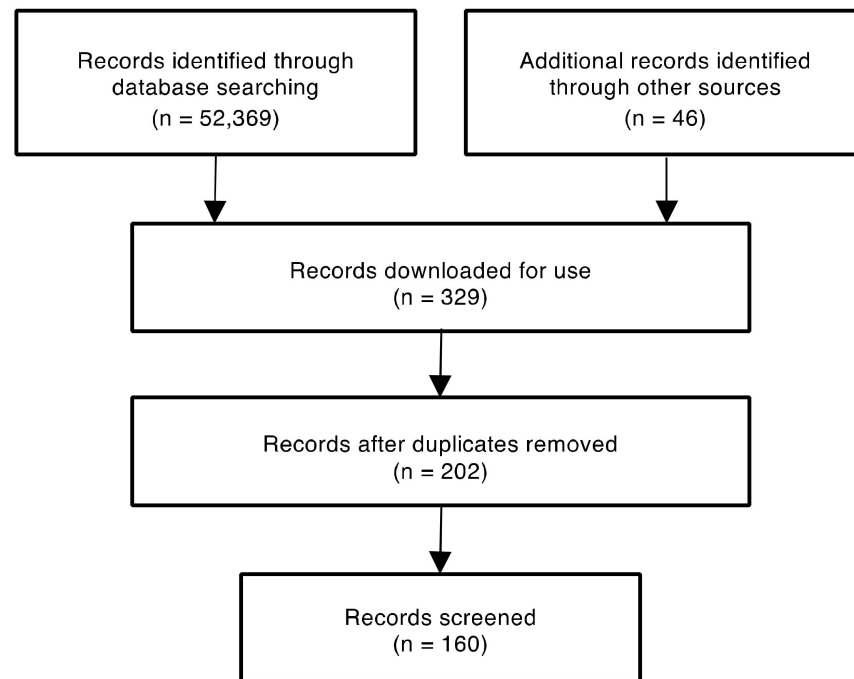 Records identified through
database searching
(n = 52,369)
Additional records identified
through other sources
(n = 46)
Records downloaded for use
(n = 329)
Records after duplicates removed
(n = 202)
Records screened
(n = 160)